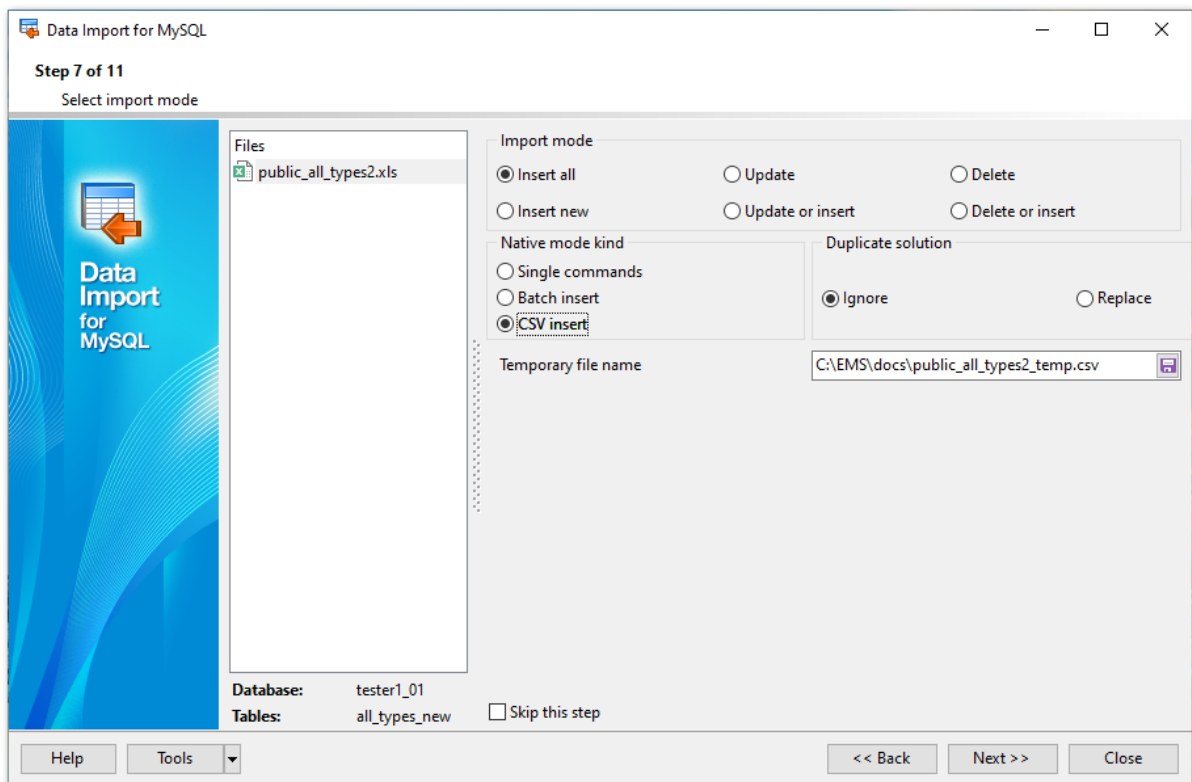 Data Import for MySQL
Step 7 of 11
Select import mode
Data
Import
for
MySQL
Files
public_all_types2.xls
Database: tester1_01
Tables: all_types_new
Import mode
Insert all Update Delete
Insert new Update or insert Delete or insert
Native mode kind Duplicate solution
Single commands
Batch insert Ignore Replace
CSV insert
Temporary file name C:\EMS\docs\public_all_types2_temp.csv
Skip this step
Help Tools << Back Next >> Close